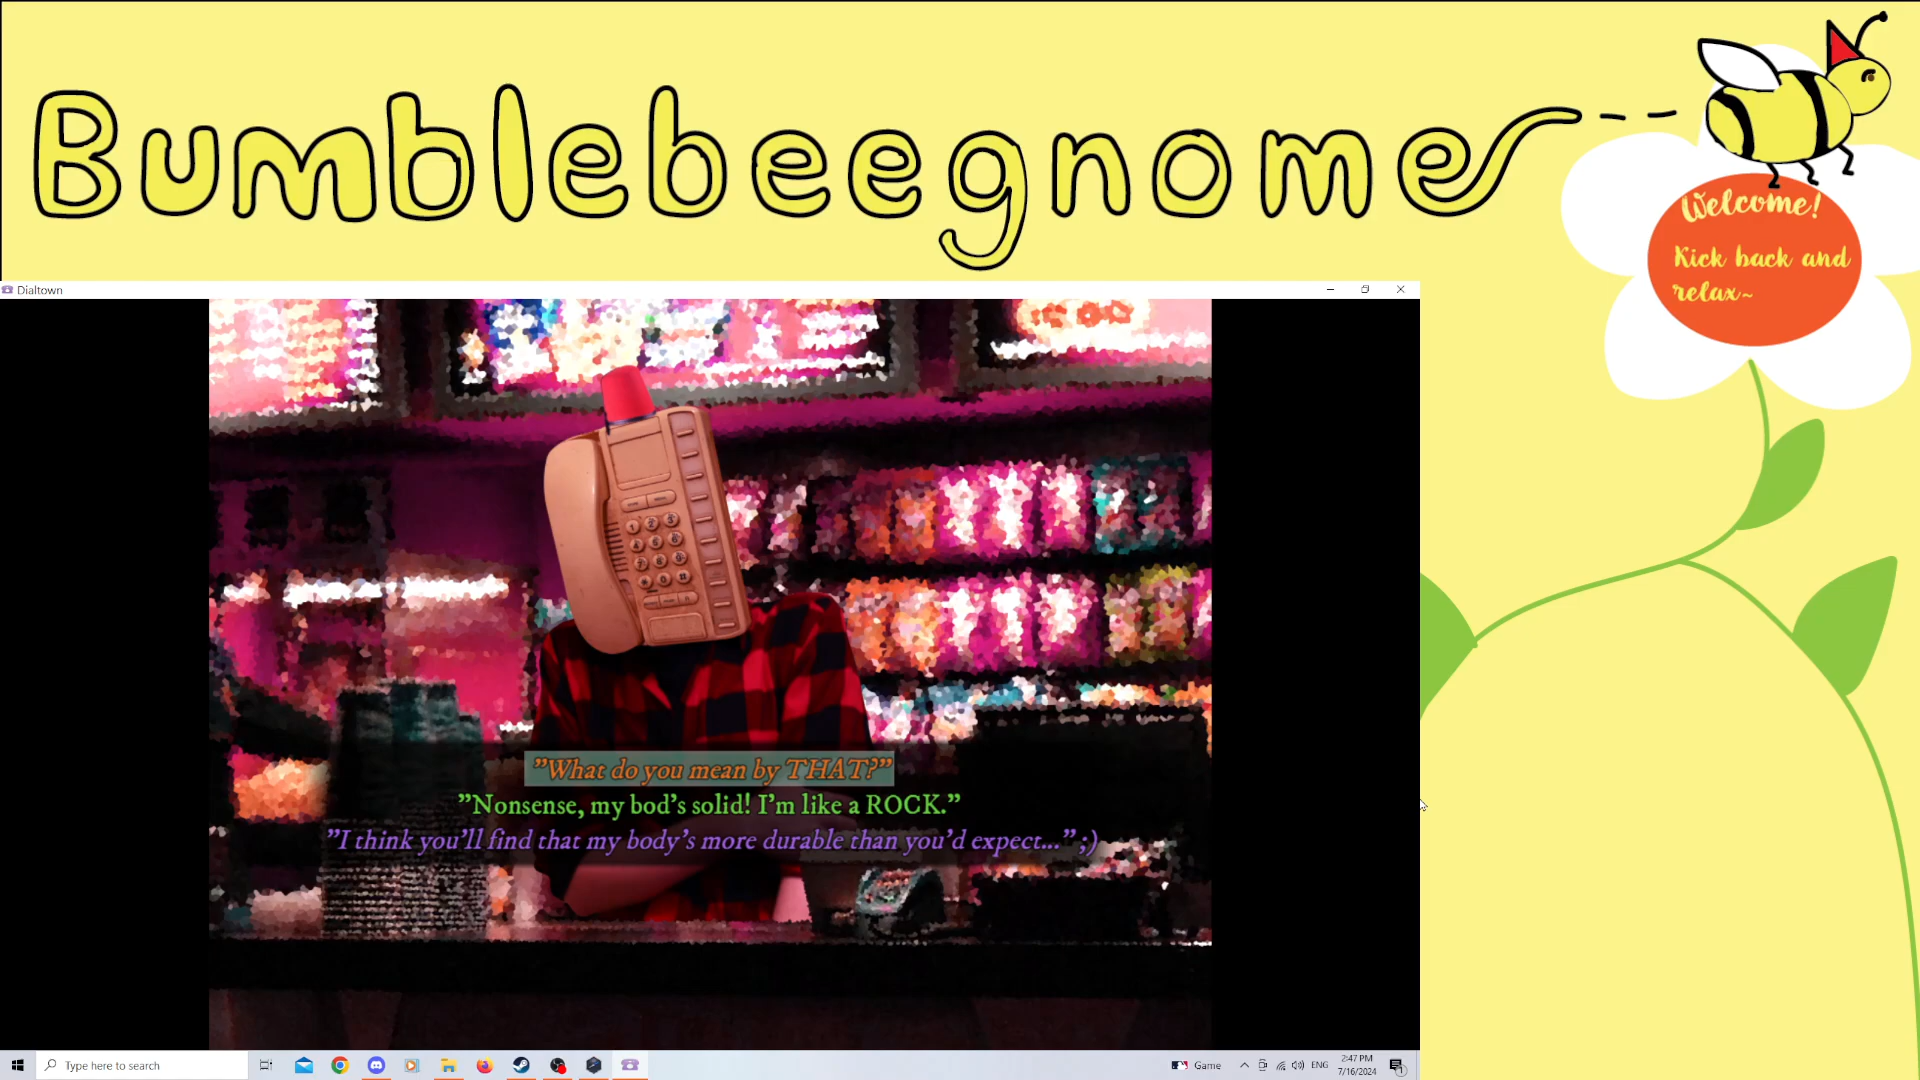 Bumblebeegnome
Welcome!
Kick back and
relax~
Dialtown
"What do you mean by THAT?"
"Nonsense, my bod's solid! I'm like a ROCK."
"I think you'll find that my body's more durable than you'd expect..." ;)
Type here to search
Game
ENG
2:47 PM
7/16/2024